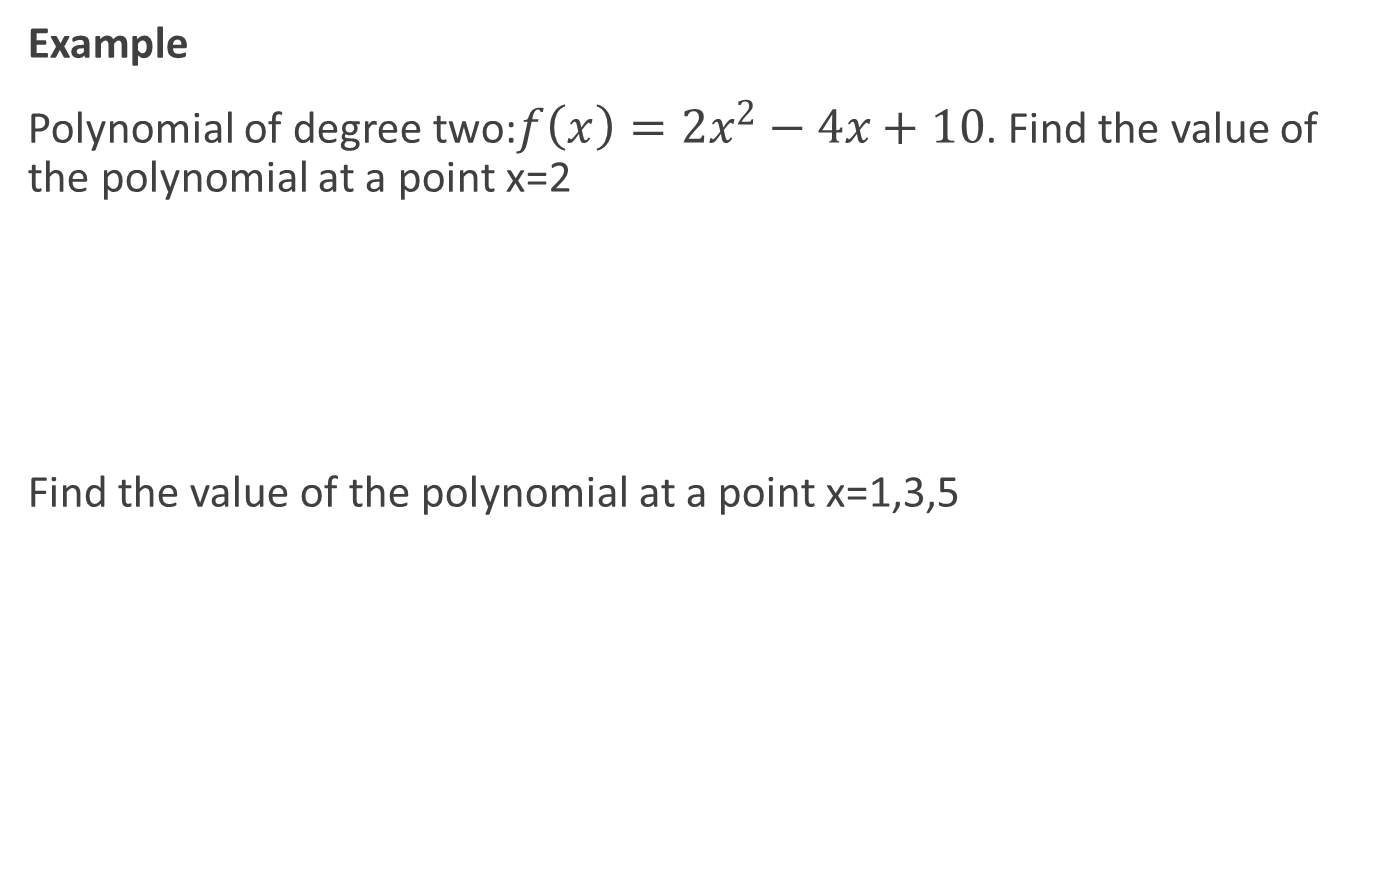 Example
Polynomial of degree two:f(x) = 2x² − 4x + 10. Find the value of
the polynomial at a point x=2
Find the value of the polynomial at a point x=1,3,5